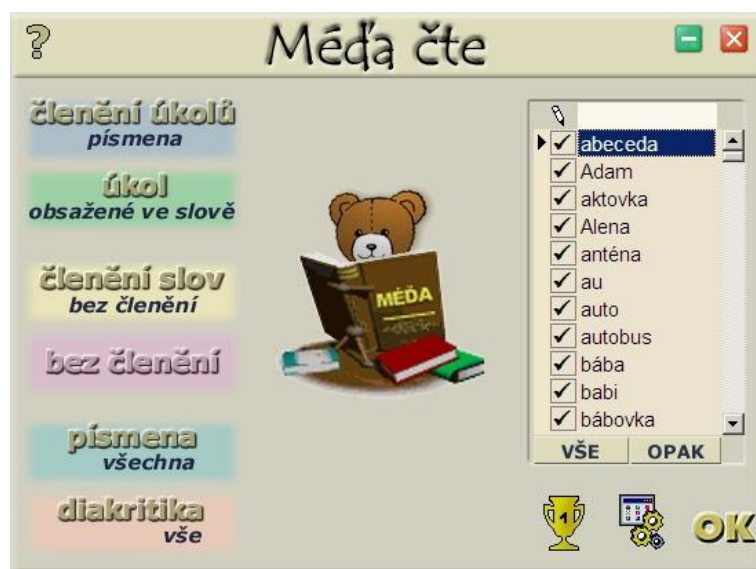 ?
Méďa čte
členění úkolů
písmena
úkol
obsažené ve slově
členění slov
bez členění
bez členění
písmena
všechna
diakritika
vše
MÉĎA
abeceda
Adam
aktovka
Alena
anténa
au
auto
autobus
bába
babi
bábovka
VŠE OPAK
1
OK